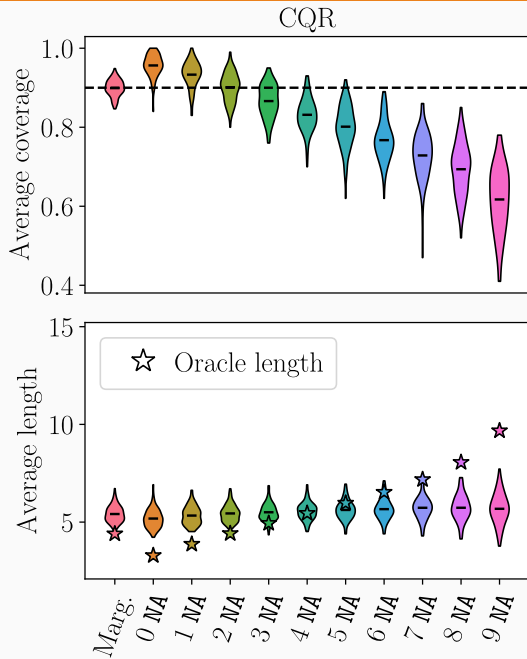 CQR
Average coverage
1.0
0.8
0.6
0.4
Average length
15
10
5
Oracle length
Marg.
0 NA
1 NA
2 NA
3 NA
4 NA
5 NA
6 NA
7 NA
8 NA
9 NA